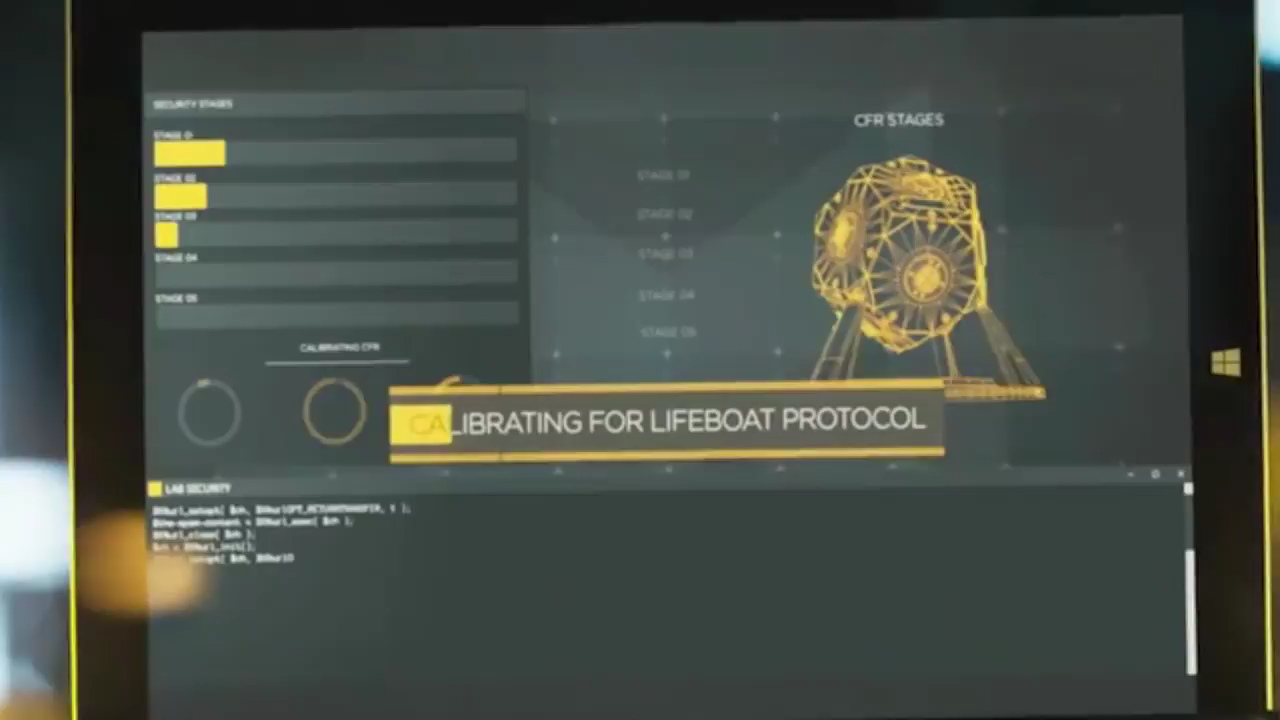 SECURITY STAGES
STAGE 01
STAGE 02
STAGE 03
STAGE 04
STAGE 05
CALIBRATING CFR
CFR STAGES
STAGE 01
STAGE 02
STAGE 03
STAGE 04
STAGE 05
CALIBRATING FOR LIFEBOAT PROTOCOL
LAB SECURITY